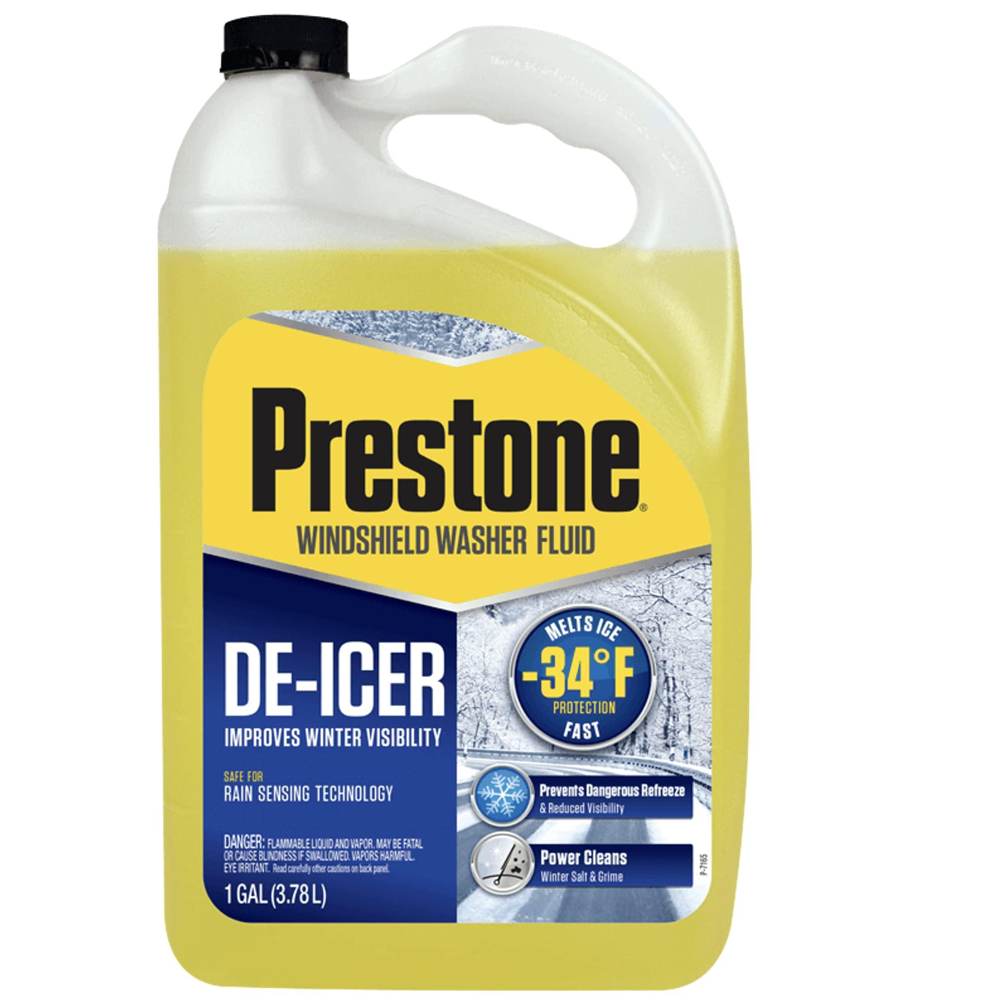 Prestone®
WINDSHIELD WASHER FLUID
DE-ICER
IMPROVES WINTER VISIBILITY
SAFE FOR
RAIN SENSING TECHNOLOGY
DANGER: FLAMMABLE LIQUID AND VAPOR. MAY BE FATAL
OR CAUSE BLINDNESS IF SWALLOWED. VAPORS HARMFUL.
EYE IRRITANT. Read carefully other cautions on back panel.
1 GAL (3.78 L)
MELTS ICE
-34°F
PROTECTION
FAST
Prevents Dangerous Refreeze
& Reduced Visibility
Power Cleans
Winter Salt & Grime
P-7165